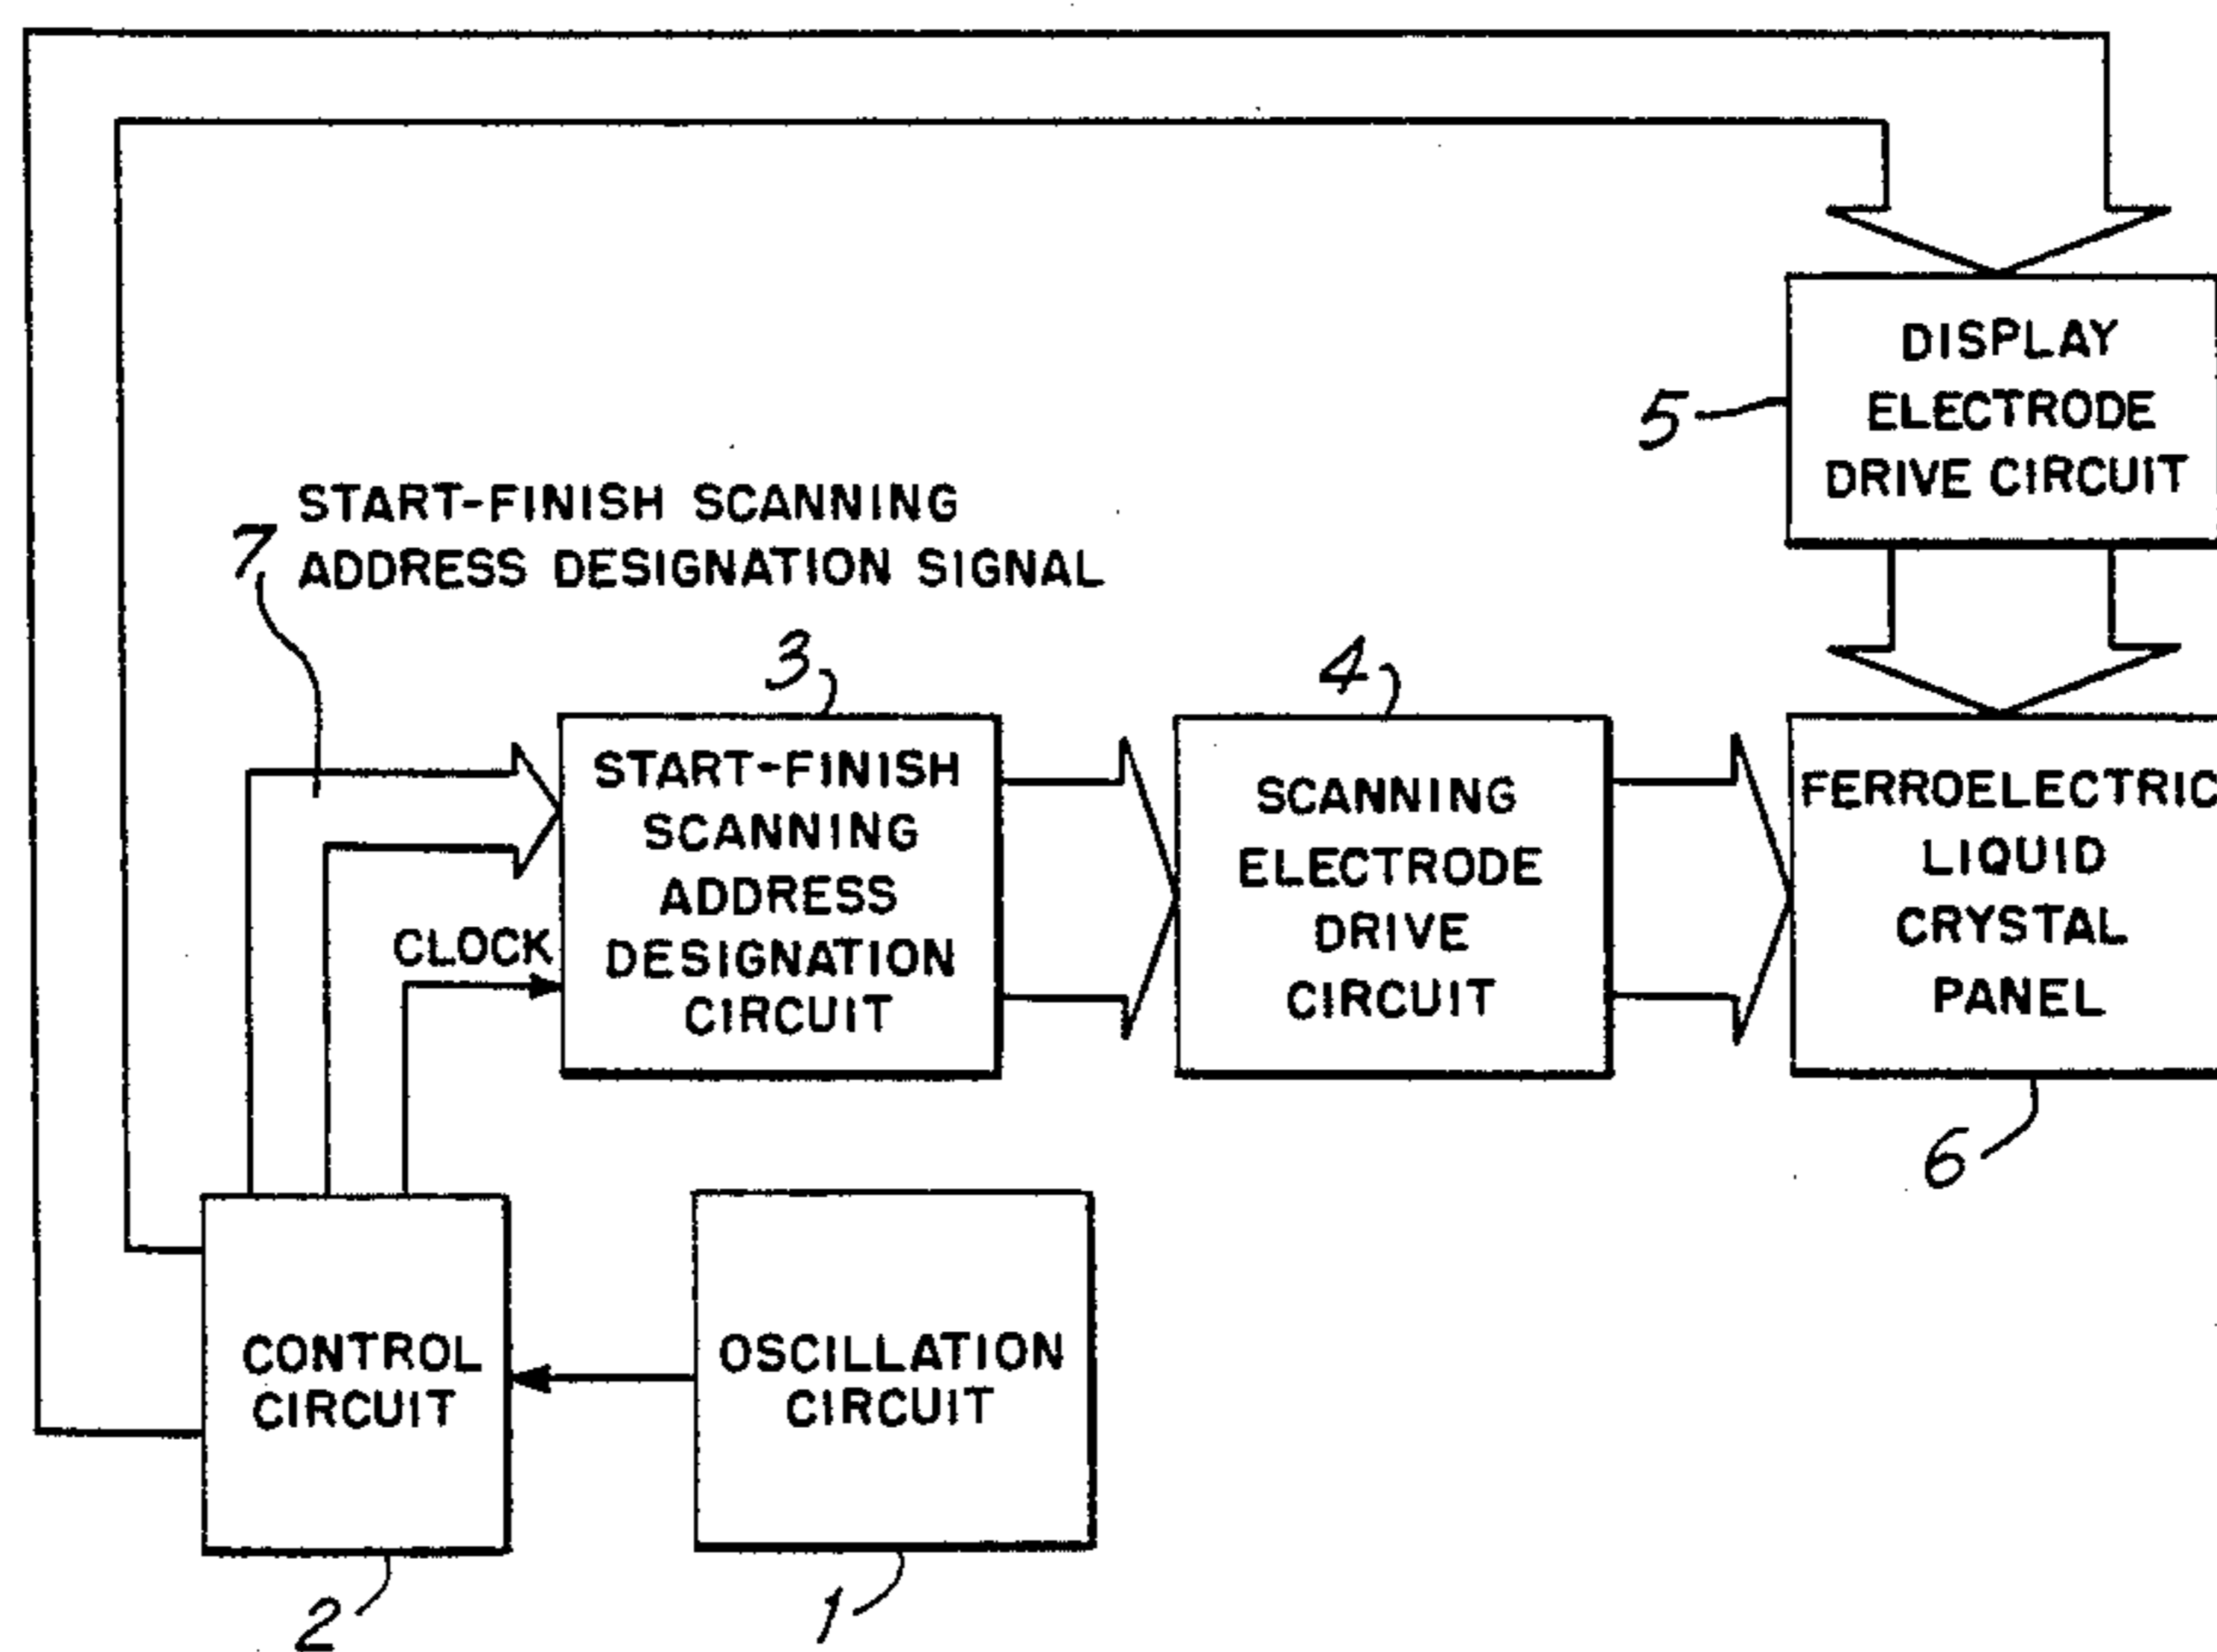 DISPLAY
ELECTRODE
DRIVE CIRCUIT
5
START-FINISH SCANNING
ADDRESS DESIGNATION SIGNAL
7
3
START-FINISH
SCANNING
ADDRESS
DESIGNATION
CIRCUIT
CLOCK
4
SCANNING
ELECTRODE
DRIVE
CIRCUIT
FERROELECTRIC
LIQUID
CRYSTAL
PANEL
6
CONTROL
CIRCUIT
2
OSCILLATION
CIRCUIT
1